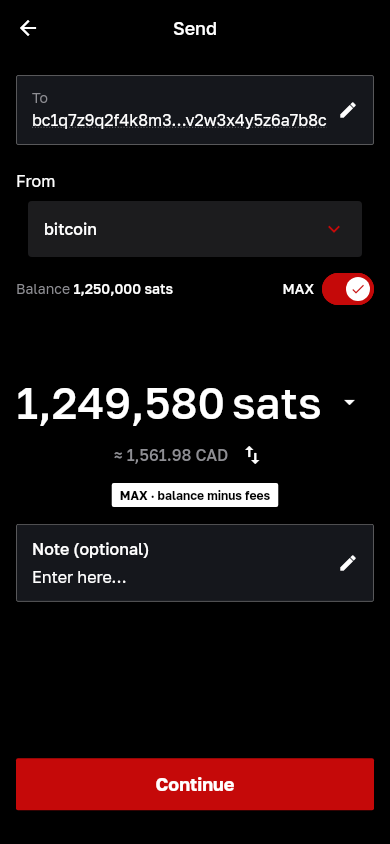 Send
To
bc1q7z9q2f4k8m3...v2w3x4y5z6a7b8c
From
bitcoin
Balance 1,250,000 sats
MAX
1,249,580 sats
≈ 1,561.98 CAD
MAX · balance minus fees
Note (optional)
Enter here...
Continue